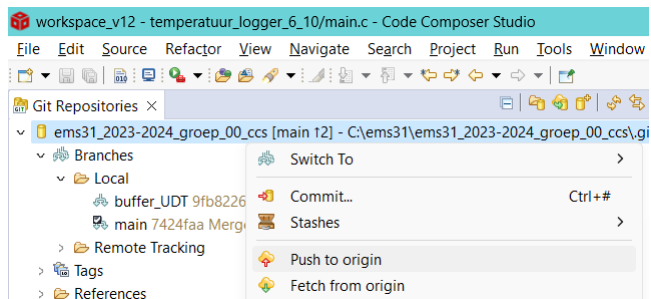 workspace_v12 - temperatuur_logger_6_10/main.c - Code Composer Studio
File Edit Source Refactor View Navigate Search Project Run Tools Window
Git Repositories
ems31_2023-2024_groep_00_ccs [main ↑2] - C:\ems31\ems31_2023-2024_groep_00_ccs\.gi
Branches
Switch To
Local
buffer_UDT 9fb8226
Commit... Ctrl+#
main 7424faa Merg
Stashes
Remote Tracking
Push to origin
Tags
Fetch from origin
References